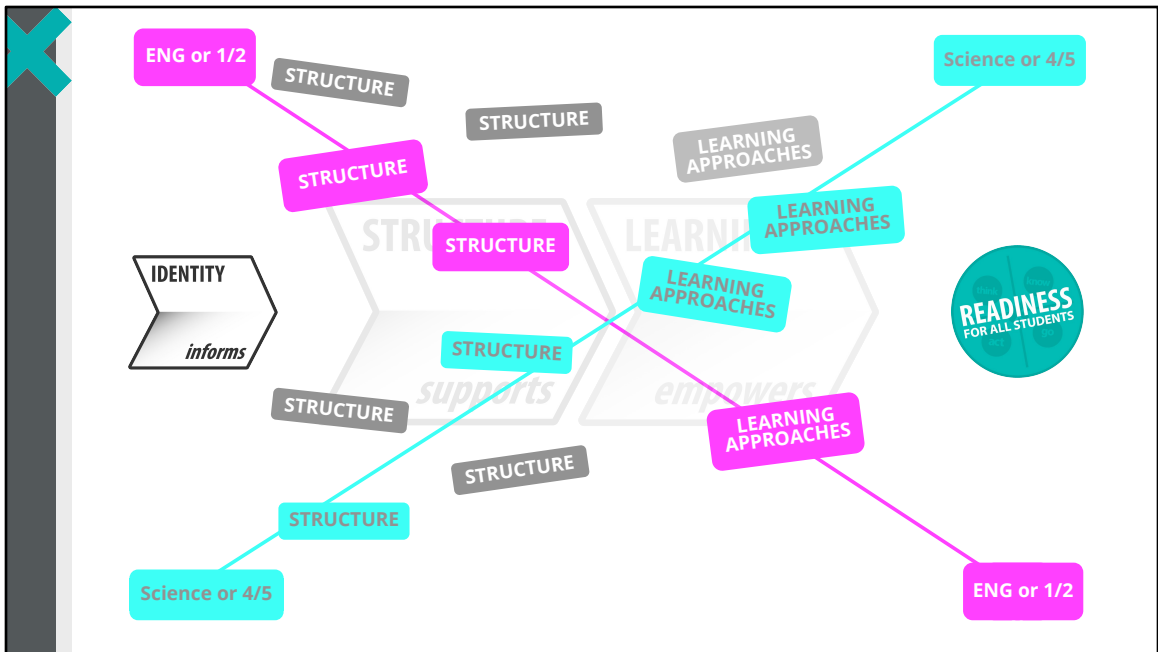 ENG or 1/2
Science or 4/5
STRUCTURE
STRUCTURE
LEARNING
APPROACHES
STRUCTURE
LEARNING
APPROACHES
STRUCTURE
IDENTITY
informs
LEARNING
APPROACHES
READINESS
FOR ALL STUDENTS
act
STRUCTURE
supports
empowers
STRUCTURE
LEARNING
APPROACHES
STRUCTURE
STRUCTURE
Science or 4/5
ENG or 1/2